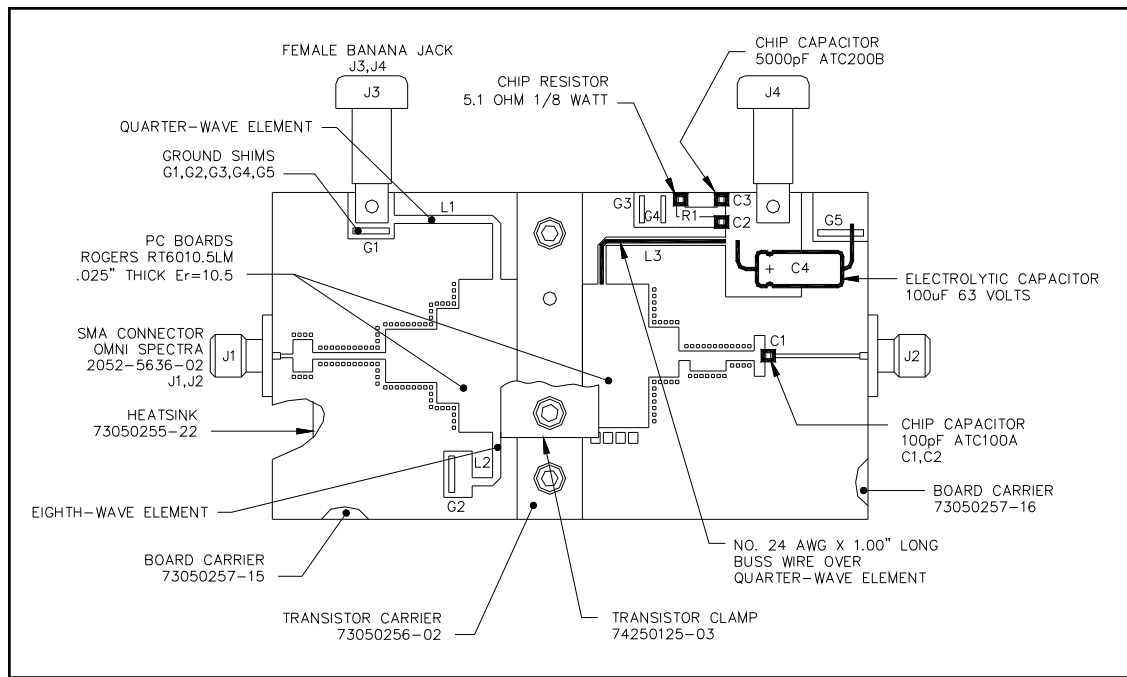 FEMALE BANANA JACK
J3,J4
J3
QUARTER-WAVE ELEMENT
GROUND SHIMS
G1,G2,G3,G4,G5
PC BOARDS
ROGERS RT6010.5LM
.025" THICK Er=10.5
SMA CONNECTOR
OMNI SPECTRA
2052-5636-02
J1,J2
J1
HEATSINK
73050255-22
EIGHTH-WAVE ELEMENT
BOARD CARRIER
73050257-15
TRANSISTOR CARRIER
73050256-02
L1
G1
L2
G2
CHIP RESISTOR
5.1 OHM 1/8 WATT
CHIP CAPACITOR
5000pF ATC200B
J4
G3
G4
R1
C3
C2
G5
L3
+ C4
ELECTROLYTIC CAPACITOR
100uF 63 VOLTS
C1
J2
CHIP CAPACITOR
100pF ATC100A
C1,C2
BOARD CARRIER
73050257-16
NO. 24 AWG X 1.00" LONG
BUSS WIRE OVER
QUARTER-WAVE ELEMENT
TRANSISTOR CLAMP
74250125-03